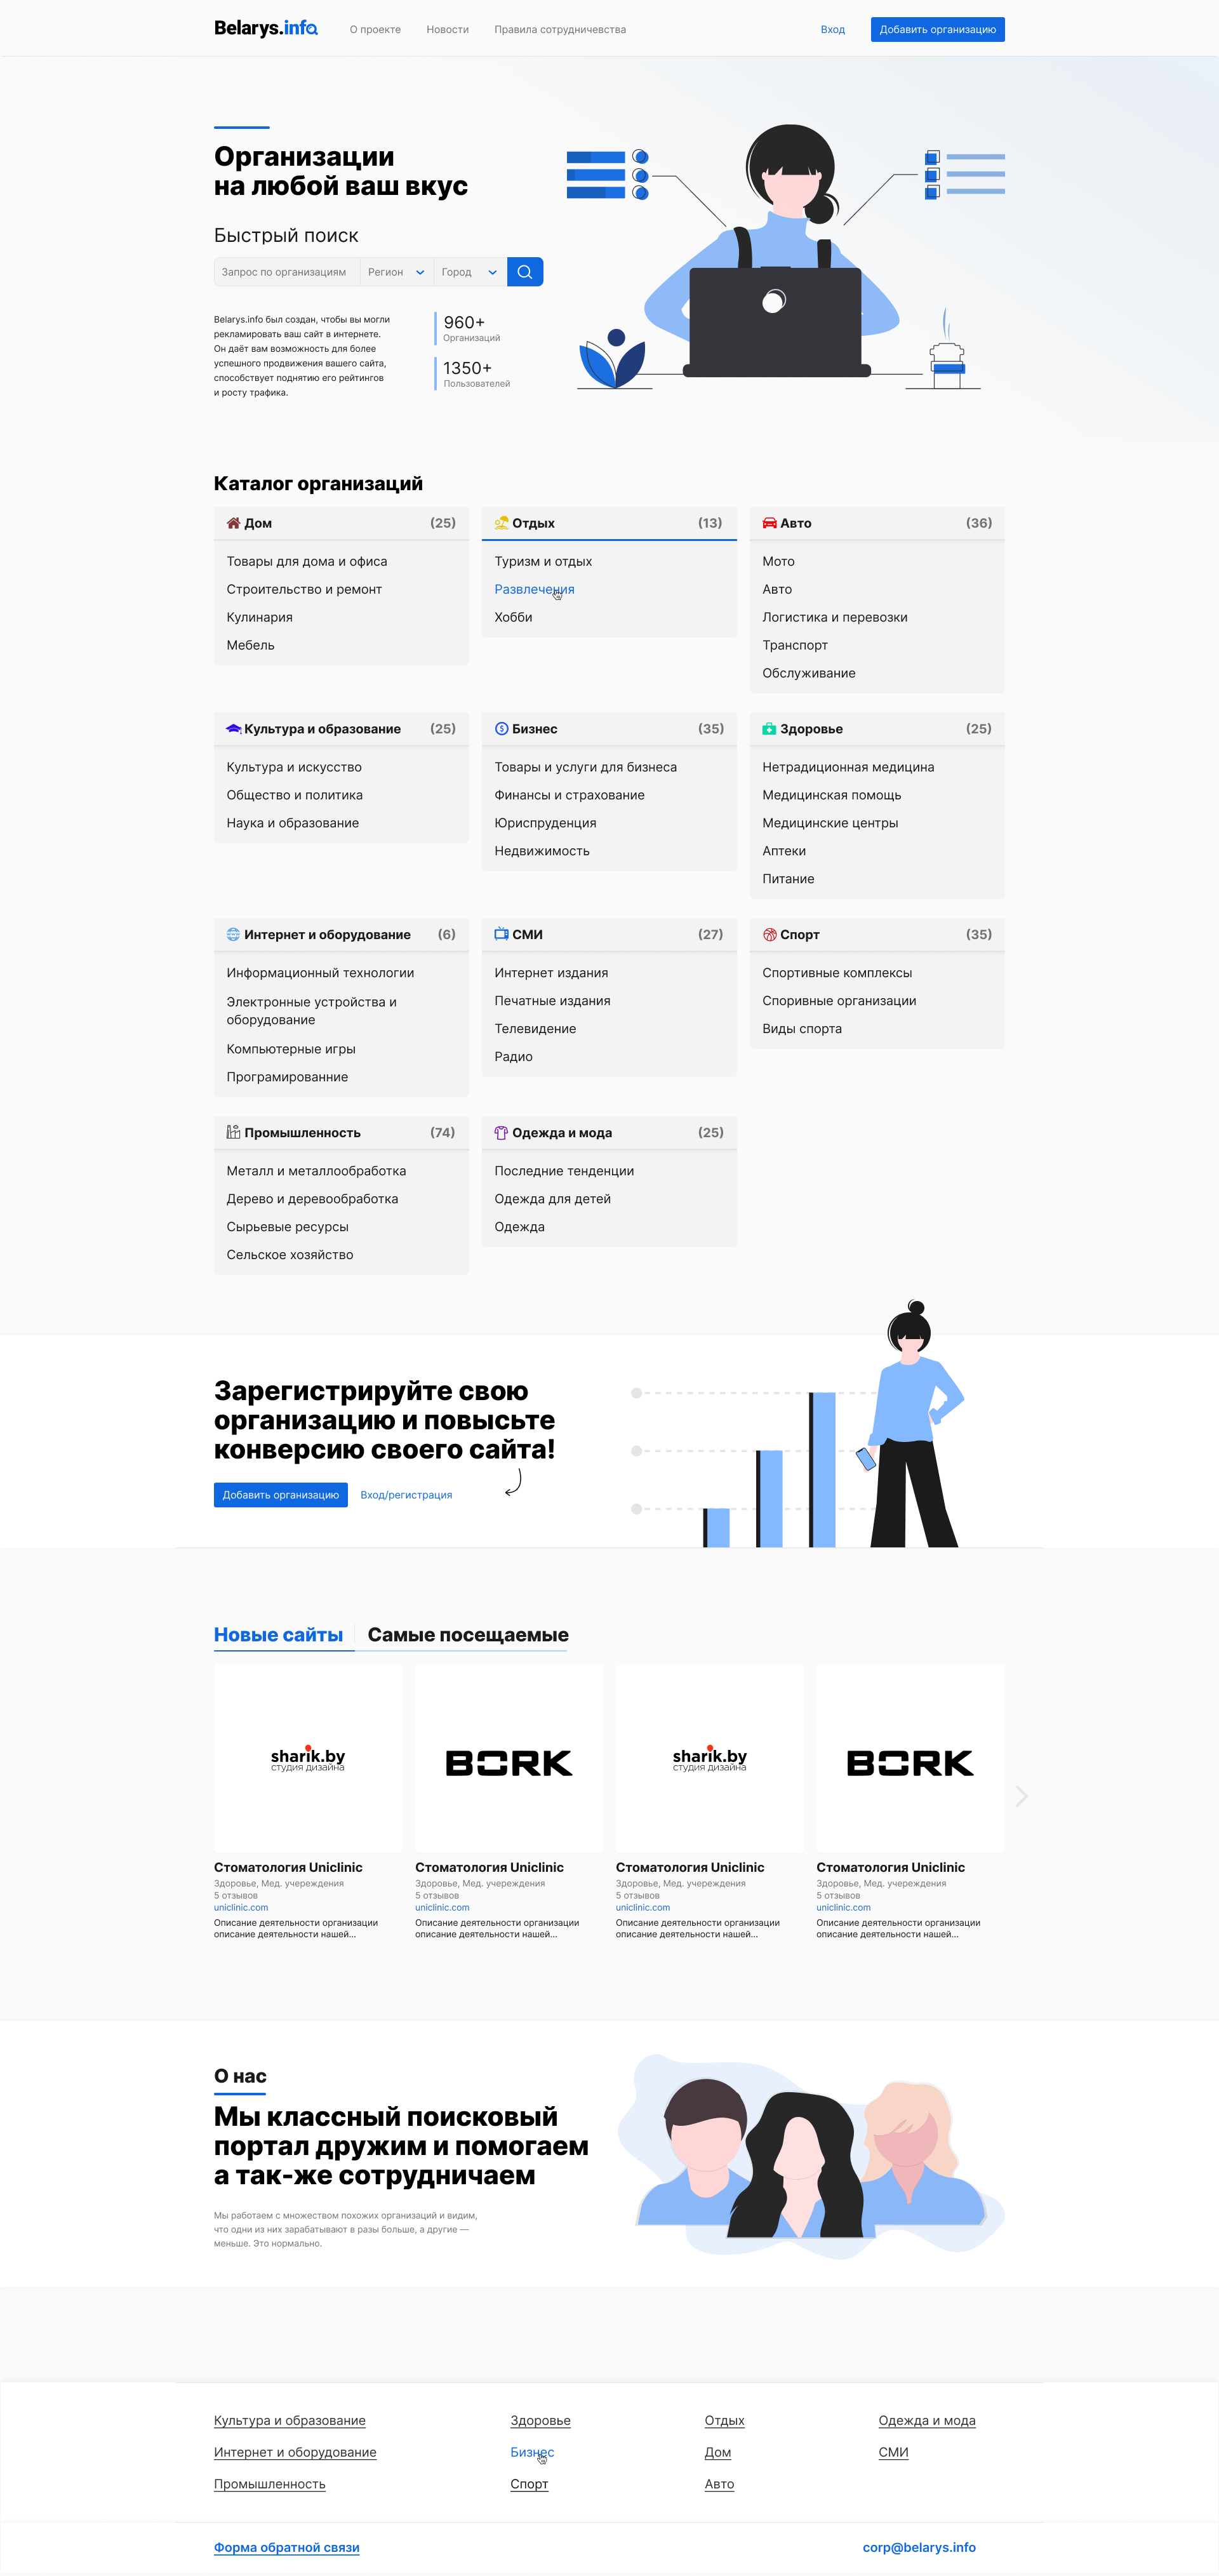 Belarys.info
О проекте
Новости
Правила сотрудничевства
Вход
Добавить организацию
Организации
на любой ваш вкус
Быстрый поиск
Запрос по организациям
Регион
Город
Belarys.info был создан, чтобы вы могли
рекламировать ваш сайт в интернете.
Он даёт вам возможность для более
успешного продвижения вашего сайта,
способствует поднятию его рейтингов
и росту трафика.
960+
Организаций
1350+
Пользователей
Каталог организаций
Дом (25)
Товары для дома и офиса
Строительство и ремонт
Кулинария
Мебель
Отдых (13)
Туризм и отдых
Развлечения
Хобби
Авто (36)
Мото
Авто
Логистика и перевозки
Транспорт
Обслуживание
Культура и образование (25)
Культура и искусство
Общество и политика
Наука и образование
Бизнес (35)
Товары и услуги для бизнеса
Финансы и страхование
Юриспруденция
Недвижимость
Здоровье (25)
Нетрадиционная медицина
Медицинская помощь
Медицинские центры
Аптеки
Питание
Интернет и оборудование (6)
Информационный технологии
Электронные устройства и
оборудование
Компьютерные игры
Програмированние
СМИ (27)
Интернет издания
Печатные издания
Телевидение
Радио
Спорт (35)
Спортивные комплексы
Споривные организации
Виды спорта
Промышленность (74)
Металл и металлообработка
Дерево и деревообработка
Сырьевые ресурсы
Сельское хозяйство
Одежда и мода (25)
Последние тенденции
Одежда для детей
Одежда
Зарегистрируйте свою
организацию и повысьте
конверсию своего сайта!
Добавить организацию
Вход/регистрация
Новые сайты
Самые посещаемые
sharik.by
студия дизайна
Стоматология Uniclinic
Здоровье, Мед. учереждения
5 отзывов
uniclinic.com
Описание деятельности организации
описание деятельности нашей...
BORK
Стоматология Uniclinic
Здоровье, Мед. учереждения
5 отзывов
uniclinic.com
Описание деятельности организации
описание деятельности нашей...
sharik.by
студия дизайна
Стоматология Uniclinic
Здоровье, Мед. учереждения
5 отзывов
uniclinic.com
Описание деятельности организации
описание деятельности нашей...
BORK
Стоматология Uniclinic
Здоровье, Мед. учереждения
5 отзывов
uniclinic.com
Описание деятельности организации
описание деятельности нашей...
О нас
Мы классный поисковый
портал дружим и помогаем
а так-же сотрудничаем
Мы работаем с множеством похожих организаций и видим,
что одни из них зарабатывают в разы больше, а другие —
меньше. Это нормально.
Культура и образование
Интернет и оборудование
Промышленность
Здоровье
Бизнес
Спорт
Отдых
Дом
Авто
Одежда и мода
СМИ
Форма обратной связи
corp@belarys.info